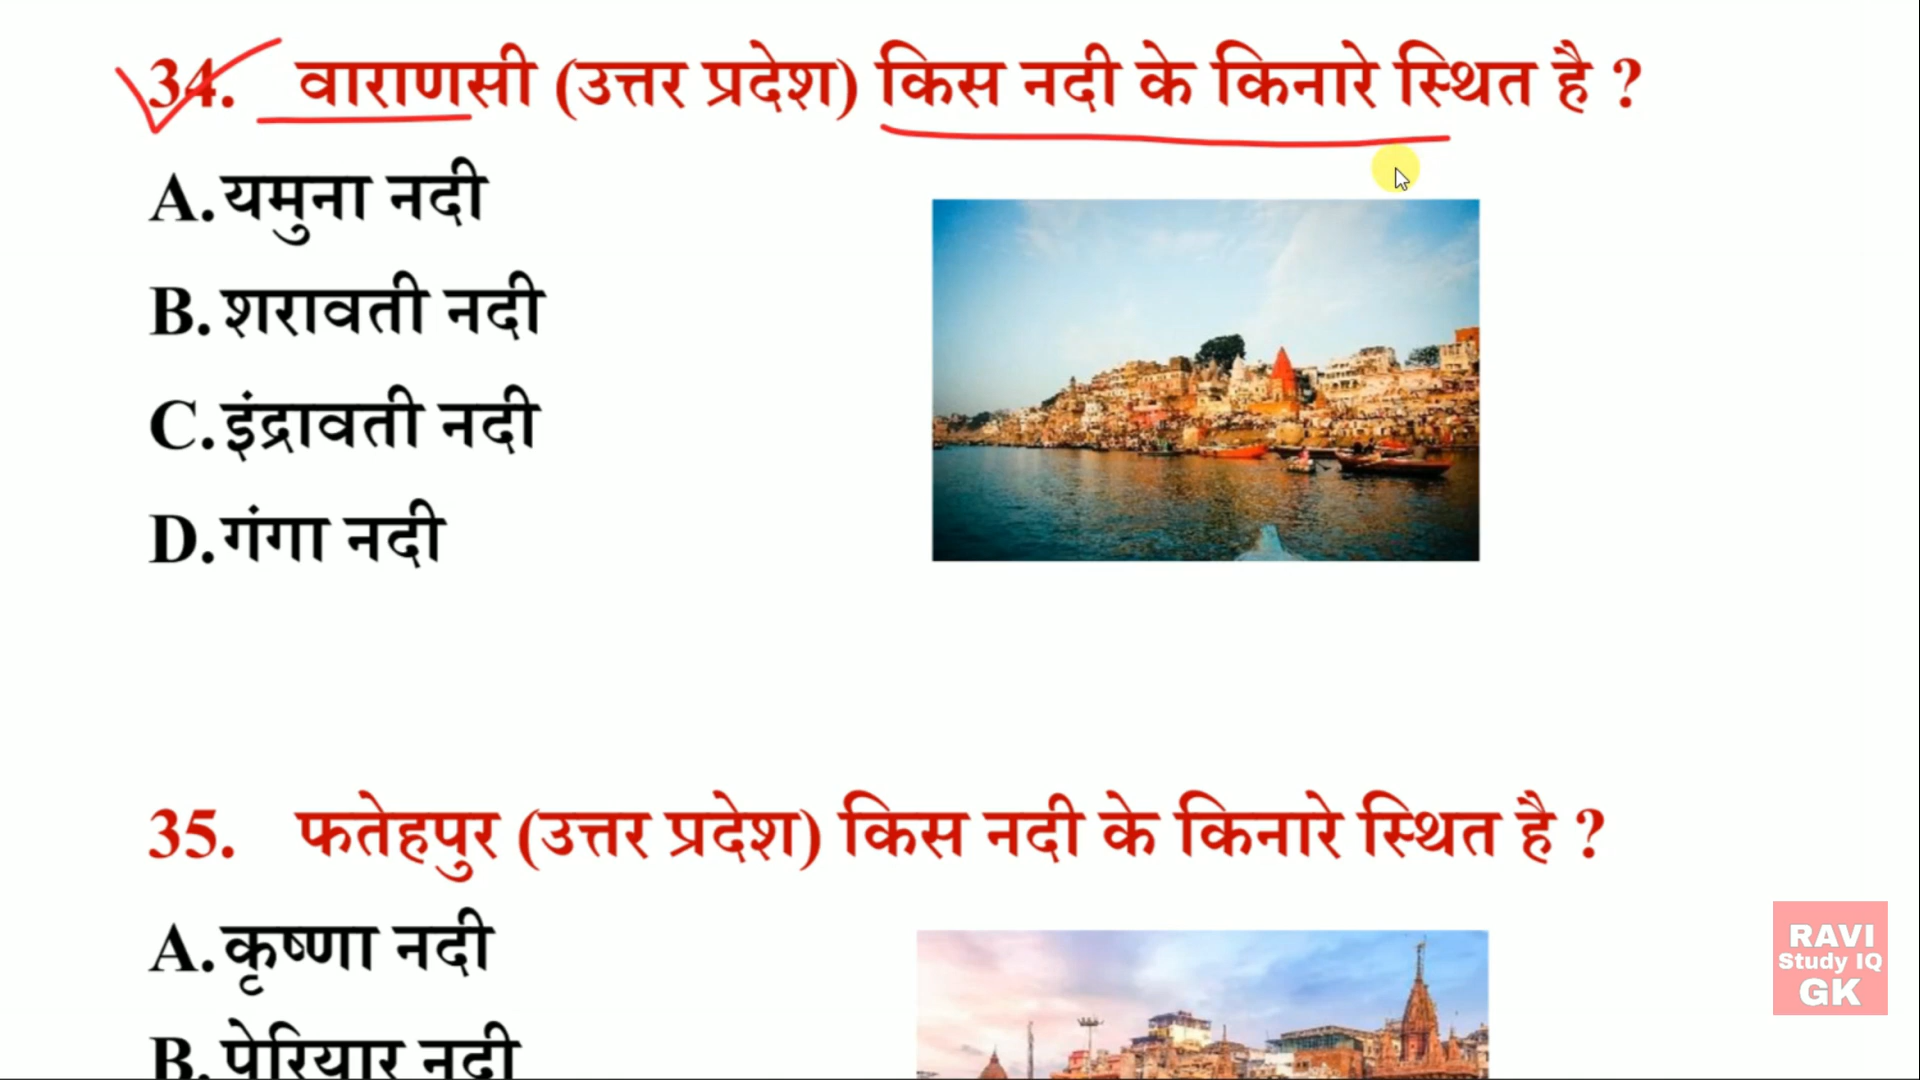 34. वाराणसी (उत्तर प्रदेश) किस नदी के किनारे स्थित है ?
A. यमुना नदी
B. शरावती नदी
C. इंद्रावती नदी
D. गंगा नदी
35. फतेहपुर (उत्तर प्रदेश) किस नदी के किनारे स्थित है ?
A. कृष्णा नदी
B. पेरियार नदी
RAVI
Study IQ
GK